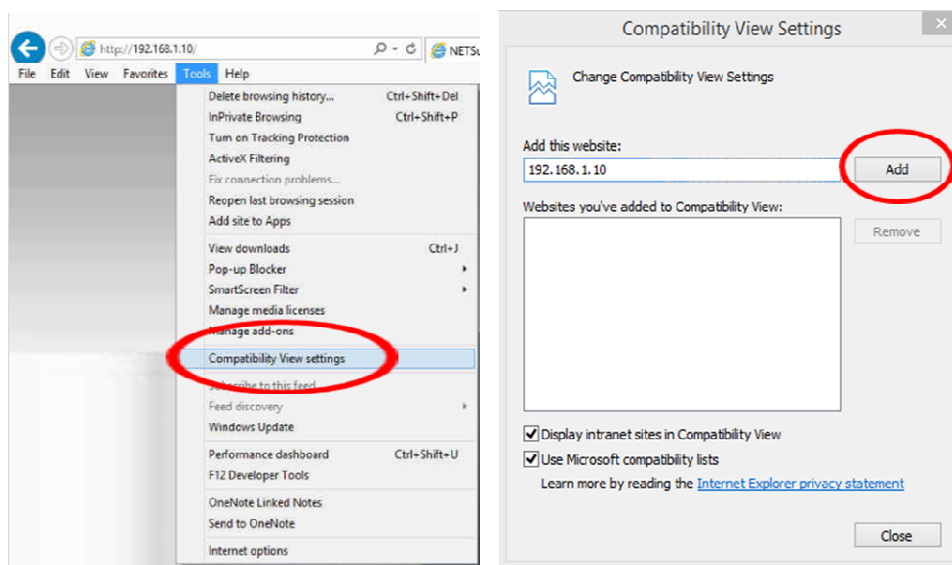 http://192.168.1.10/
NETSu
File Edit View Favorites Tools Help
Delete browsing history... Ctrl+Shift+Del
InPrivate Browsing Ctrl+Shift+P
Turn on Tracking Protection
ActiveX Filtering
Fix connection problems...
Reopen last browsing session
Add site to Apps
View downloads Ctrl+J
Pop-up Blocker
SmartScreen Filter
Manage media licenses
Manage add-ons
Compatibility View settings
Subscribe to this feed...
Feed discovery
Windows Update
Performance dashboard Ctrl+Shift+U
F12 Developer Tools
OneNote Linked Notes
Send to OneNote
Internet options
Compatibility View Settings
Change Compatibility View Settings
Add this website:
192.168.1.10 Add
Websites you've added to Compatibility View:
Remove
Display intranet sites in Compatibility View
Use Microsoft compatibility lists
Learn more by reading the Internet Explorer privacy statement
Close